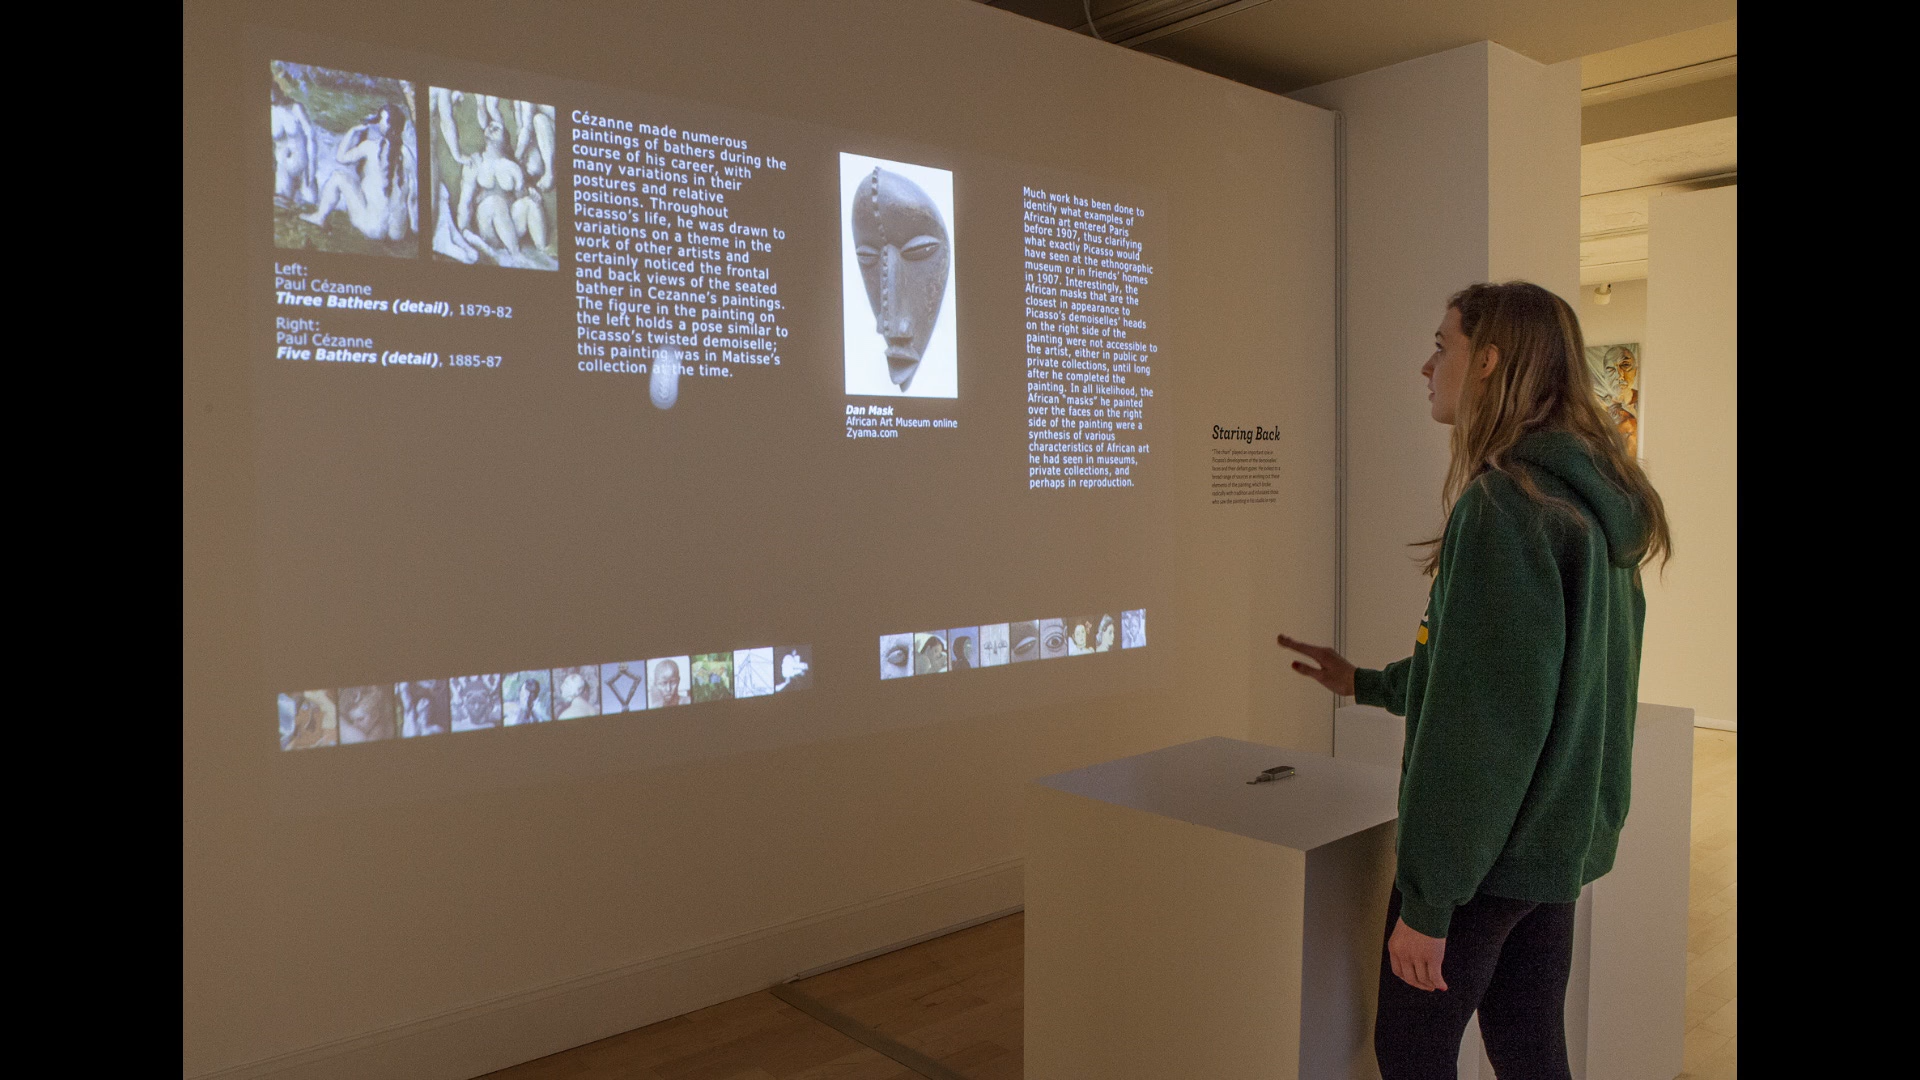 Cézanne made numerous
paintings of bathers during the
course of his career, with
many variations in their
postures and relative
positions. Throughout
Picasso's life, he was drawn to
variations on a theme in the
work of other artists and
certainly noticed the frontal
and back views of the seated
bather in Cezanne's paintings.
The figure in the painting on
the left holds a pose similar to
Picasso's twisted demoiselle;
this painting was in Matisse's
collection at the time.
Left:
Paul Cézanne
Three Bathers (detail), 1879-82
Right:
Paul Cézanne
Five Bathers (detail), 1885-87
Dan Mask
African Art Museum online
Zyama.com
Much work has been done to
identify what examples of
African art entered Paris
before 1907, thus clarifying
what exactly Picasso would
have seen at the ethnographic
museum or in friends' homes
in 1907. Interestingly, the
African masks that are the
closest in appearance to
Picasso's demoiselles' heads
on the right side of the
painting were not accessible to
the artist, either in public or
private collections, until long
after he completed the
painting. In all likelihood, the
African "masks" he painted
over the faces on the right
side of the painting were a
synthesis of various
characteristics of African art
he had seen in museums,
private collections, and
perhaps in reproduction.
Staring Back